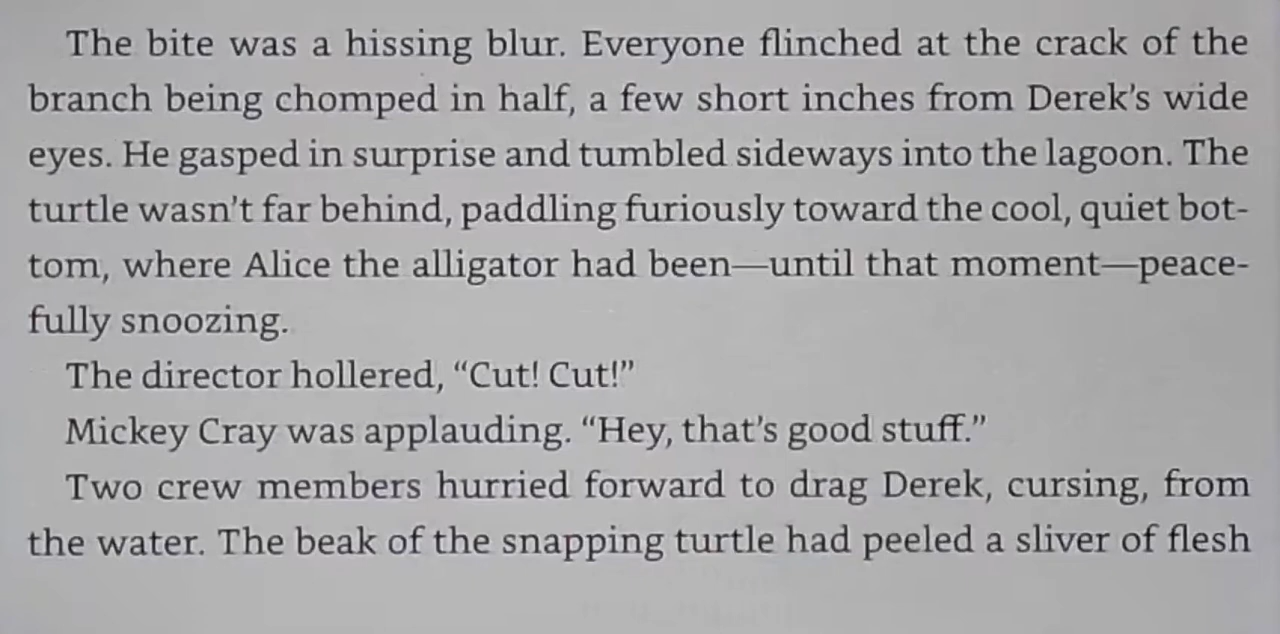 The bite was a hissing blur. Everyone flinched at the crack of the
branch being chomped in half, a few short inches from Derek’s wide
eyes. He gasped in surprise and tumbled sideways into the lagoon. The
turtle wasn’t far behind, paddling furiously toward the cool, quiet bot-
tom, where Alice the alligator had been—until that moment—peace-
fully snoozing.
The director hollered, “Cut! Cut!”
Mickey Cray was applauding. “Hey, that’s good stuff.”
Two crew members hurried forward to drag Derek, cursing, from
the water. The beak of the snapping turtle had peeled a sliver of flesh